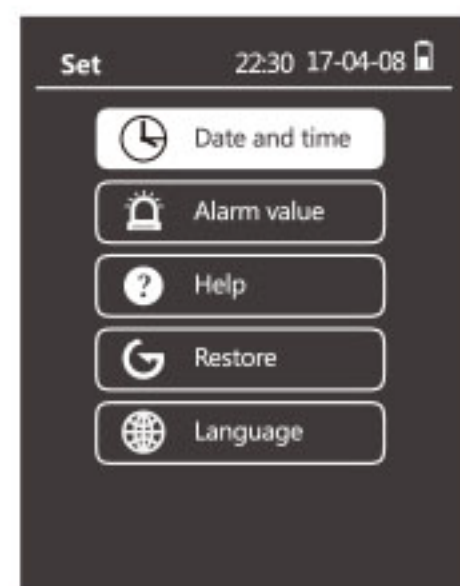 Set 22:30 17-04-08
Date and time
Alarm value
? Help
Restore
Language